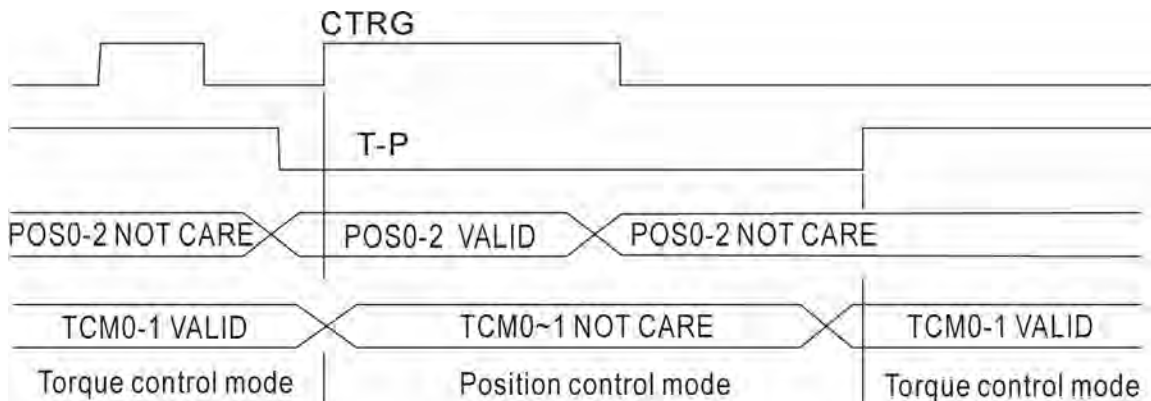 CTRG
T-P
POS0-2 NOT CARE POS0-2 VALID POS0-2 NOT CARE
TCM0-1 VALID TCM0~1 NOT CARE TCM0-1 VALID
Torque control mode Position control mode Torque control mode